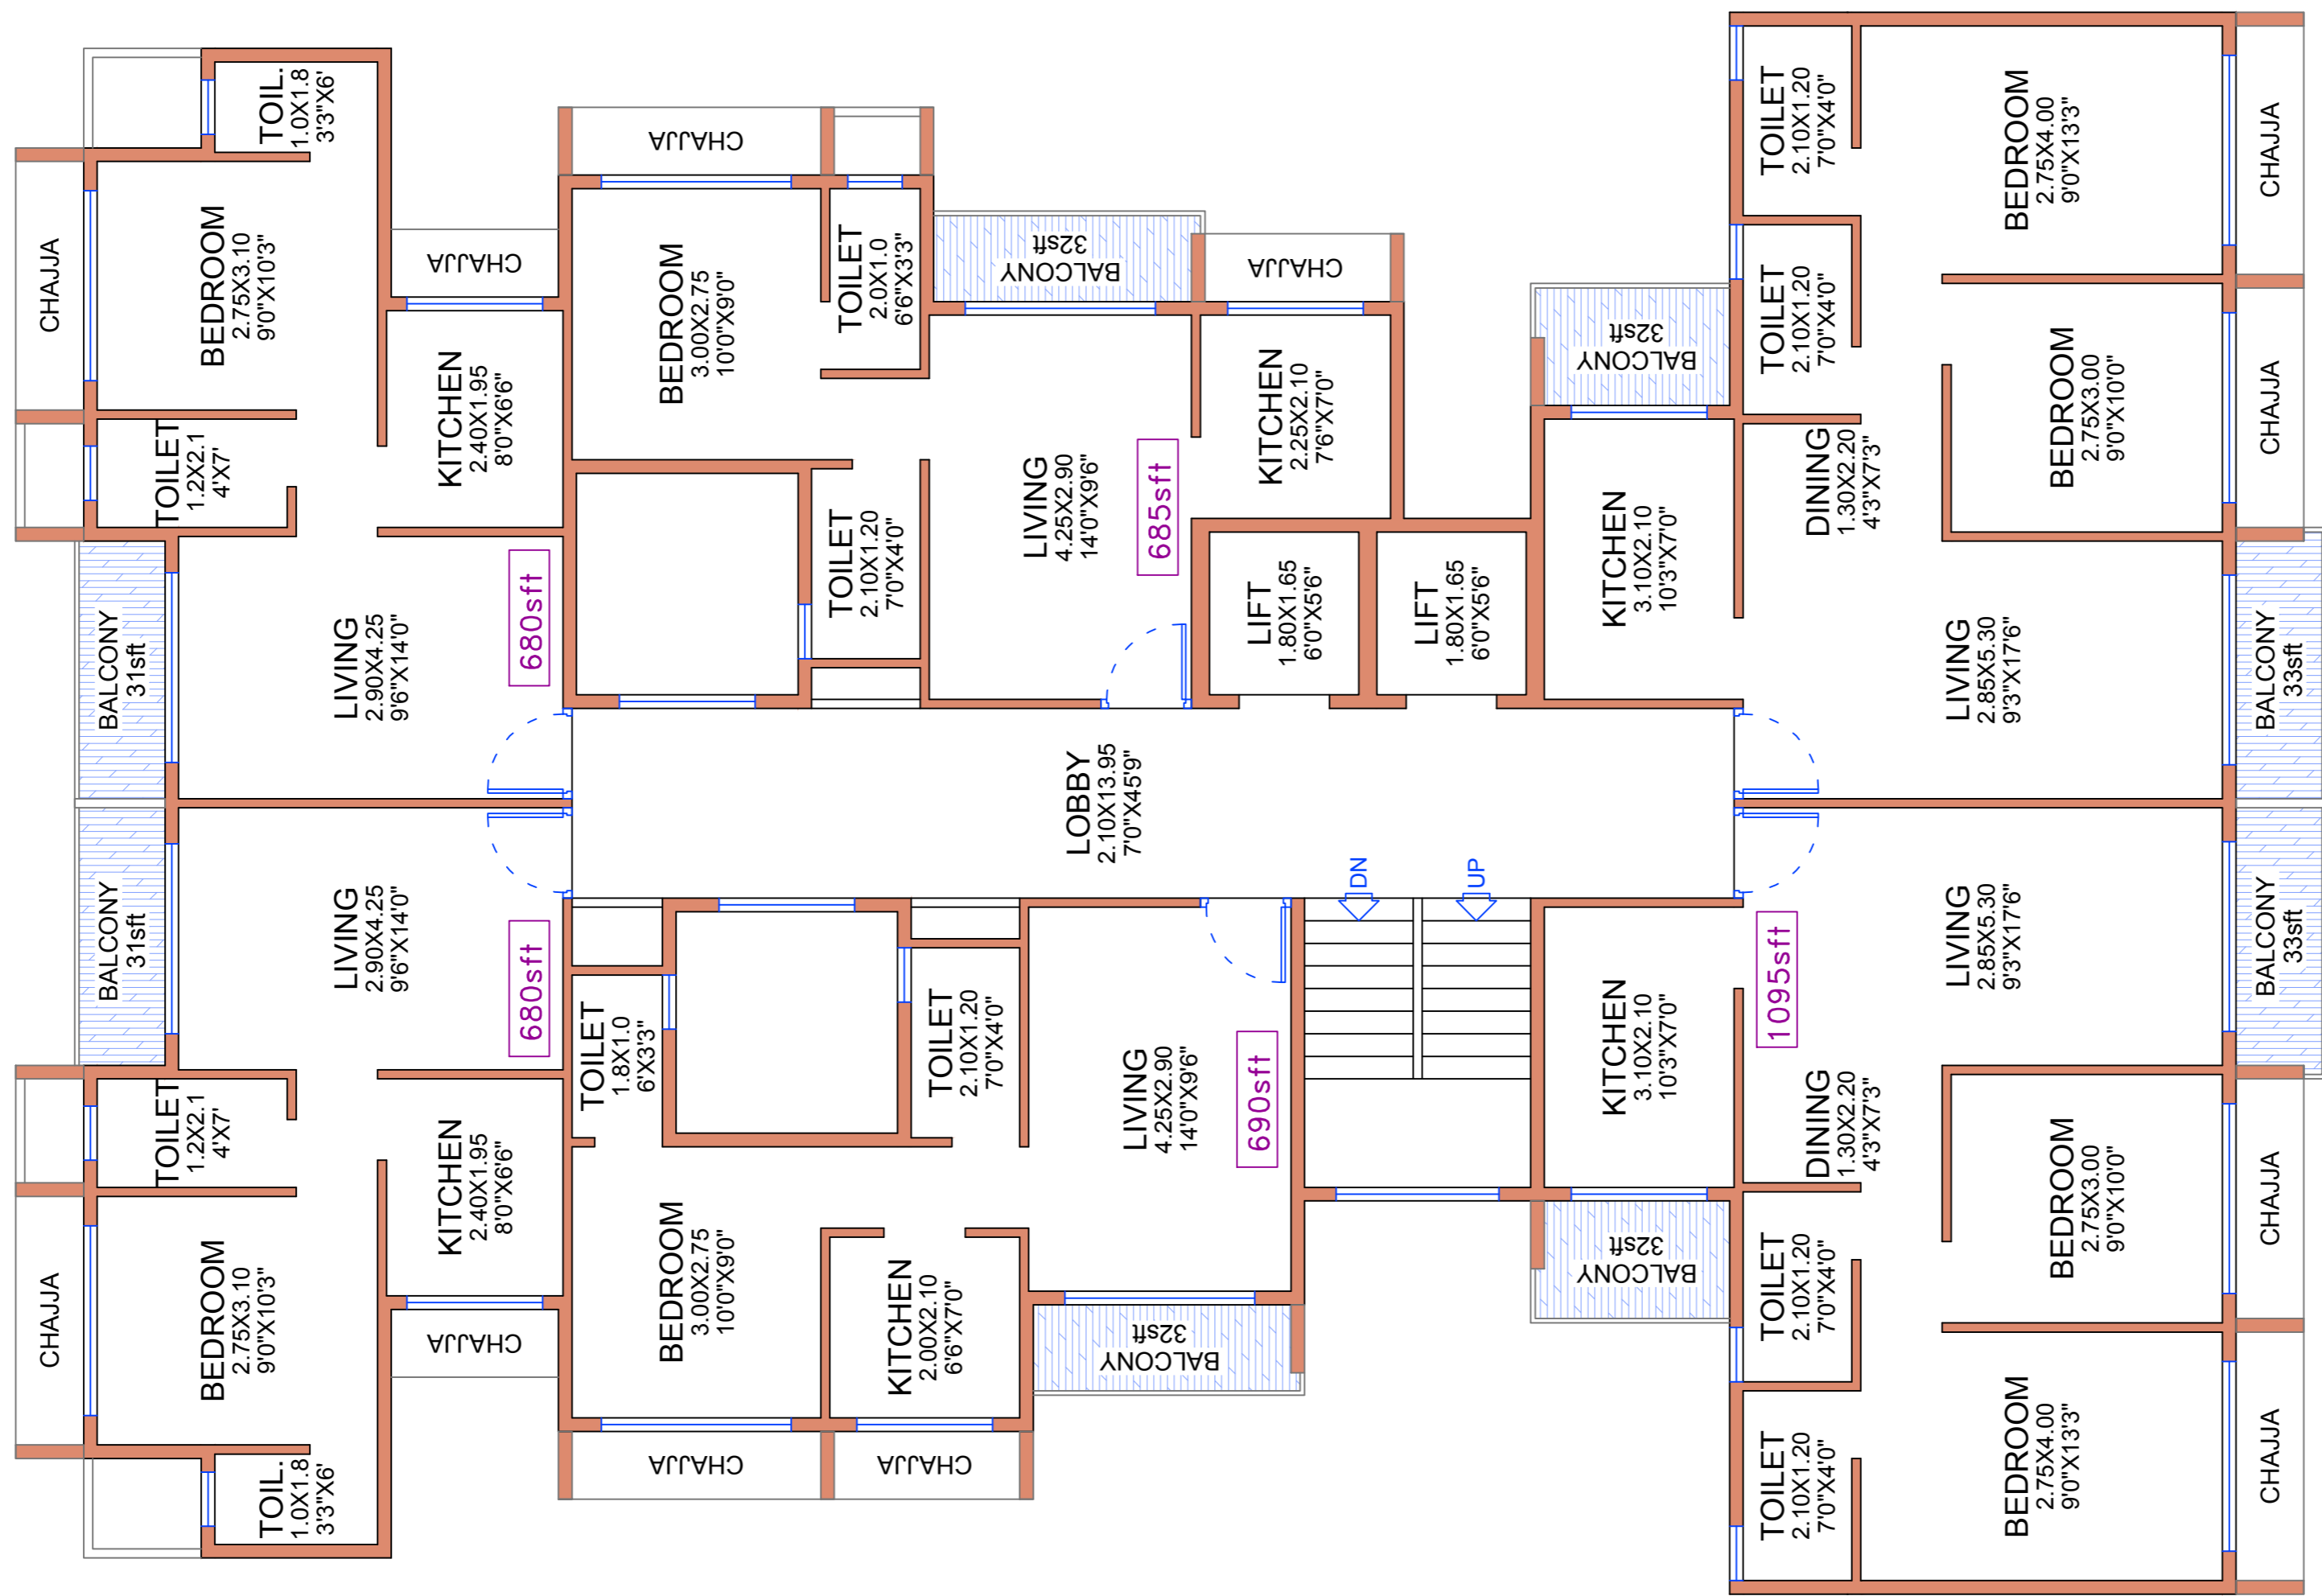 CHAJJA
TOIL.
1.0X1.8
3'3"X6'
BEDROOM
2.75X3.10
9'0"X10'3"
CHAJJA
KITCHEN
2.40X1.95
8'0"X6'6"
TOILET
1.2X2.1
4'X7'
BALCONY
31sft
LIVING
2.90X4.25
9'6"X14'0"
680sft
CHAJJA
BEDROOM
3.00X2.75
10'0"X9'0"
TOILET
2.0X1.0
6'6"X3'3"
BALCONY
32sft
CHAJJA
TOILET
2.10X1.20
7'0"X4'0"
LIVING
4.25X2.90
14'0"X9'6"
685sft
KITCHEN
2.25X2.10
7'6"X7'0"
LIFT
1.80X1.65
6'0"X5'6"
LIFT
1.80X1.65
6'0"X5'6"
BALCONY
32sft
KITCHEN
3.10X2.10
10'3"X7'0"
TOILET
2.10X1.20
7'0"X4'0"
TOILET
2.10X1.20
7'0"X4'0"
BEDROOM
2.75X4.00
9'0"X13'3"
CHAJJA
BEDROOM
2.75X3.00
9'0"X10'0"
CHAJJA
DINING
1.30X2.20
4'3"X7'3"
LIVING
2.85X5.30
9'3"X17'6"
BALCONY
33sft
LOBBY
2.10X13.95
7'0"X45'9"
DN
UP
BALCONY
31sft
LIVING
2.90X4.25
9'6"X14'0"
680sft
TOILET
1.2X2.1
4'X7'
KITCHEN
2.40X1.95
8'0"X6'6"
CHAJJA
BEDROOM
2.75X3.10
9'0"X10'3"
CHAJJA
TOIL.
1.0X1.8
3'3"X6'
TOILET
1.8X1.0
6'X3'3"
TOILET
2.10X1.20
7'0"X4'0"
LIVING
4.25X2.90
14'0"X9'6"
690sft
BEDROOM
3.00X2.75
10'0"X9'0"
KITCHEN
2.00X2.10
6'6"X7'0"
BALCONY
32sft
CHAJJA
CHAJJA
KITCHEN
3.10X2.10
10'3"X7'0"
1095sft
LIVING
2.85X5.30
9'3"X17'6"
BALCONY
33sft
DINING
1.30X2.20
4'3"X7'3"
BALCONY
32sft
TOILET
2.10X1.20
7'0"X4'0"
BEDROOM
2.75X3.00
9'0"X10'0"
CHAJJA
TOILET
2.10X1.20
7'0"X4'0"
BEDROOM
2.75X4.00
9'0"X13'3"
CHAJJA